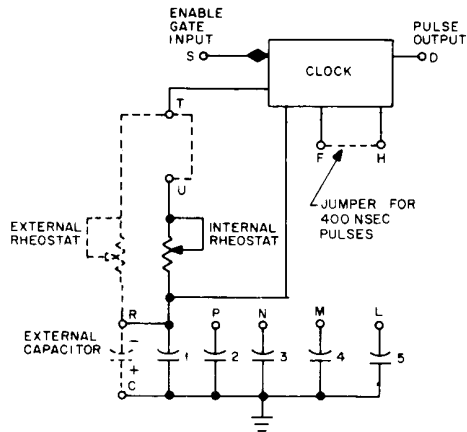 ENABLE
GATE
INPUT
S
CLOCK
PULSE
OUTPUT
D
T
F
H
U
JUMPER FOR
400 NSEC
PULSES
EXTERNAL
RHEOSTAT
INTERNAL
RHEOSTAT
R
P
N
M
L
EXTERNAL
CAPACITOR
−
+
C
1
2
3
4
5